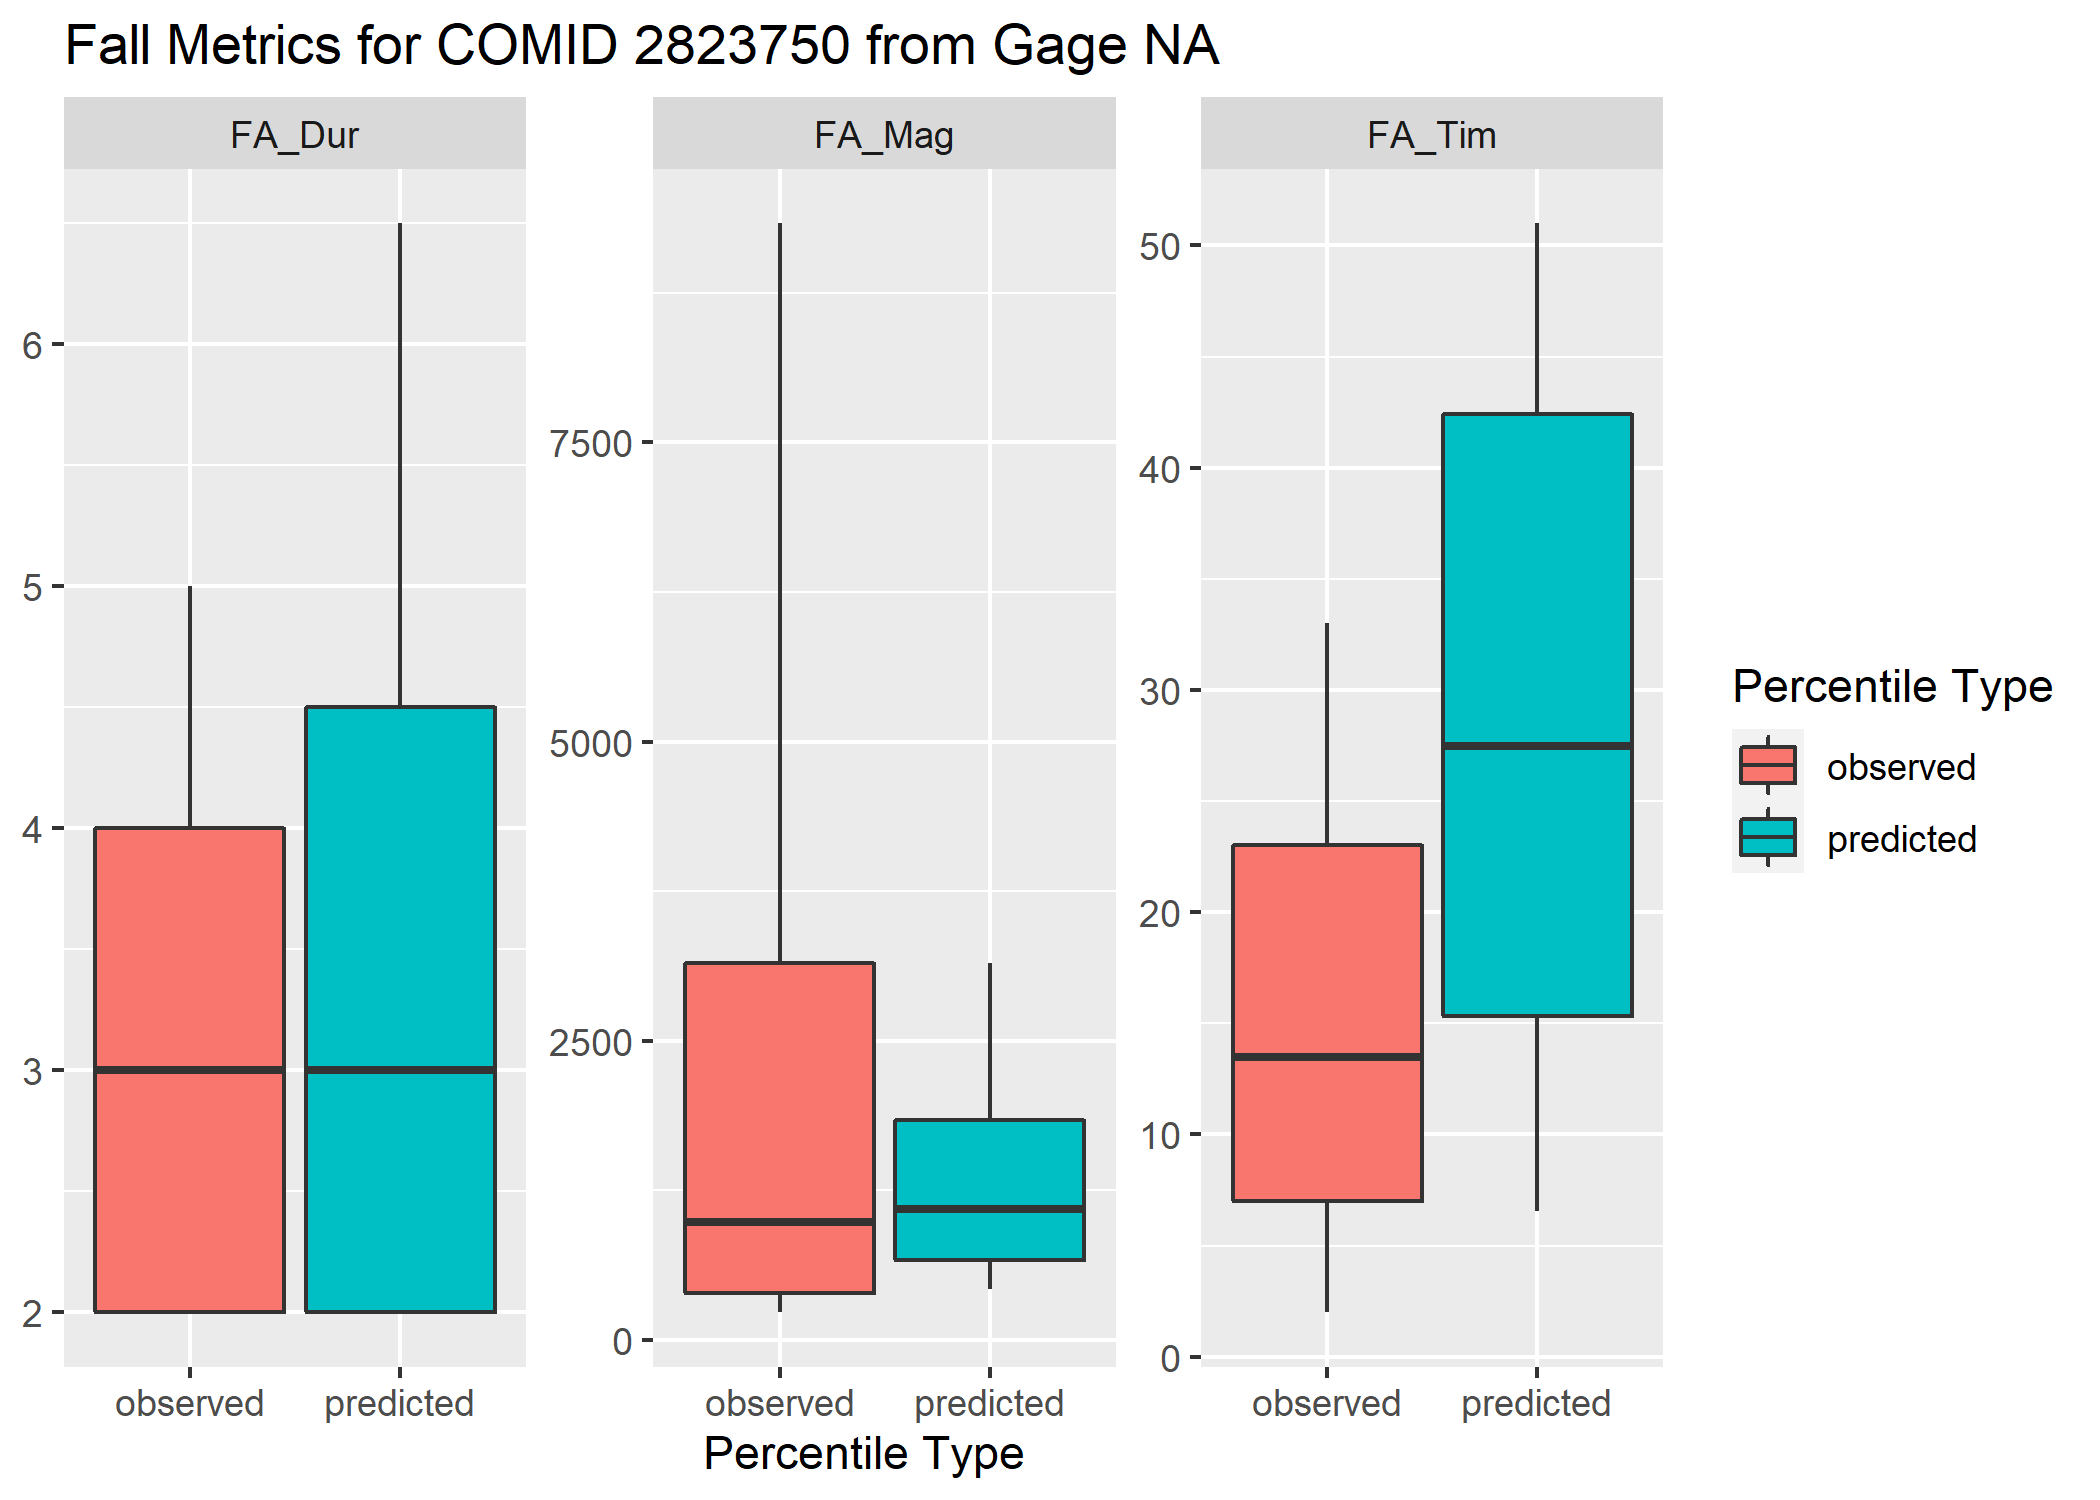 Fall Metrics for COMID 2823750 from Gage NA
FA_Dur
FA_Mag
FA_Tim
6
5
4
3
2
7500
5000
2500
0
50
40
30
20
10
0
observed
predicted
observed
predicted
observed
predicted
Percentile Type
Percentile Type
observed
predicted